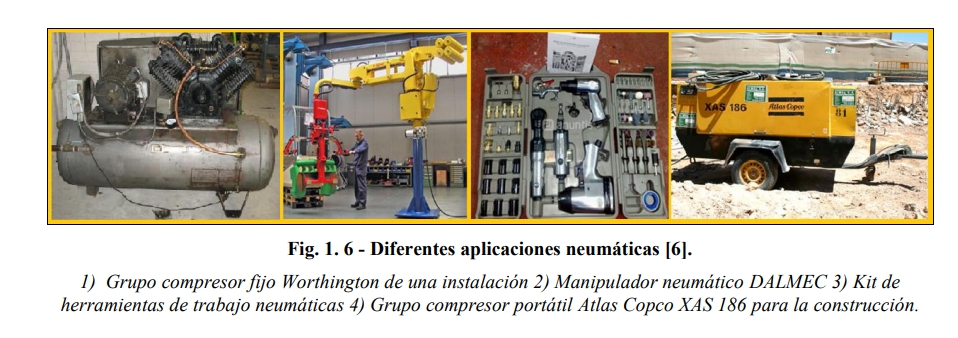 XAS 186
Atlas Copco
81
Fig. 1. 6 - Diferentes aplicaciones neumáticas [6].
1) Grupo compresor fijo Worthington de una instalación 2) Manipulador neumático DALMEC 3) Kit de
herramientas de trabajo neumáticas 4) Grupo compresor portátil Atlas Copco XAS 186 para la construcción.